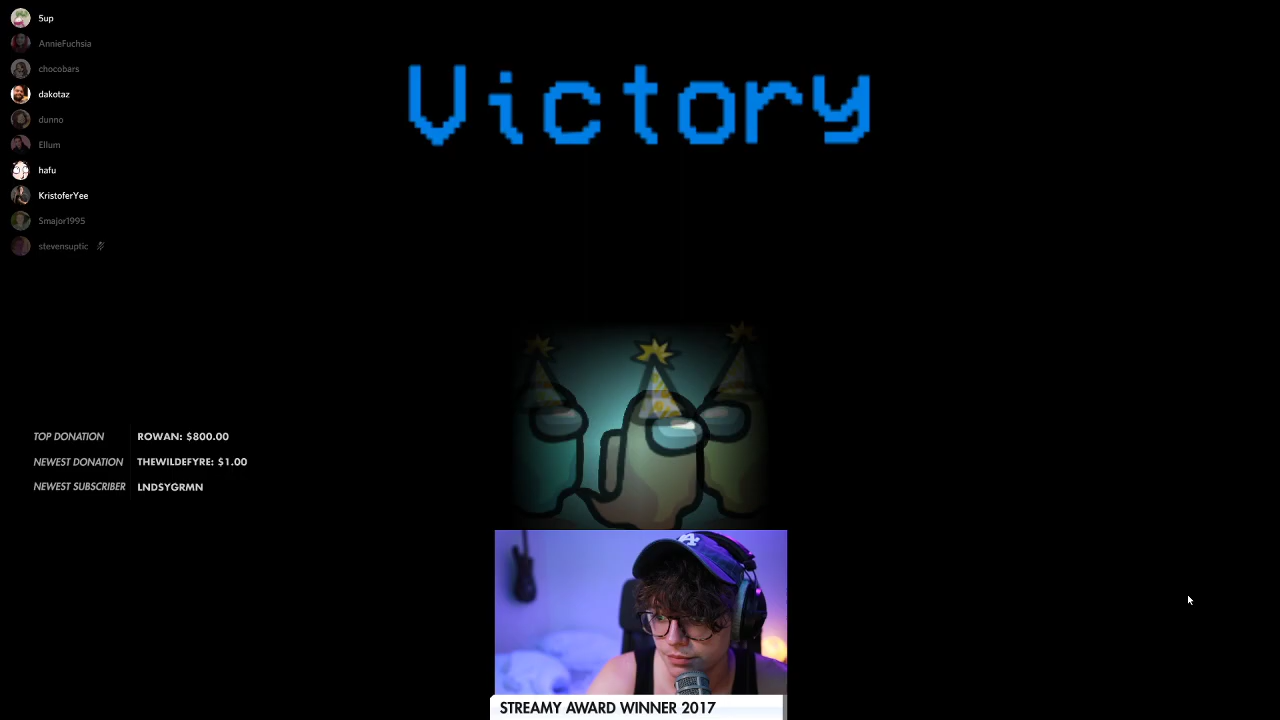 5up
AnnieFuchsia
chocobars
dakotaz
dunno
Ellum
hafu
KristoferYee
Smajor1995
stevensuptic
Victory
TOP DONATION ROWAN: $800.00
NEWEST DONATION THEWILDEFYRE: $1.00
NEWEST SUBSCRIBER LNDSYGRMN
STREAMY AWARD WINNER 2017